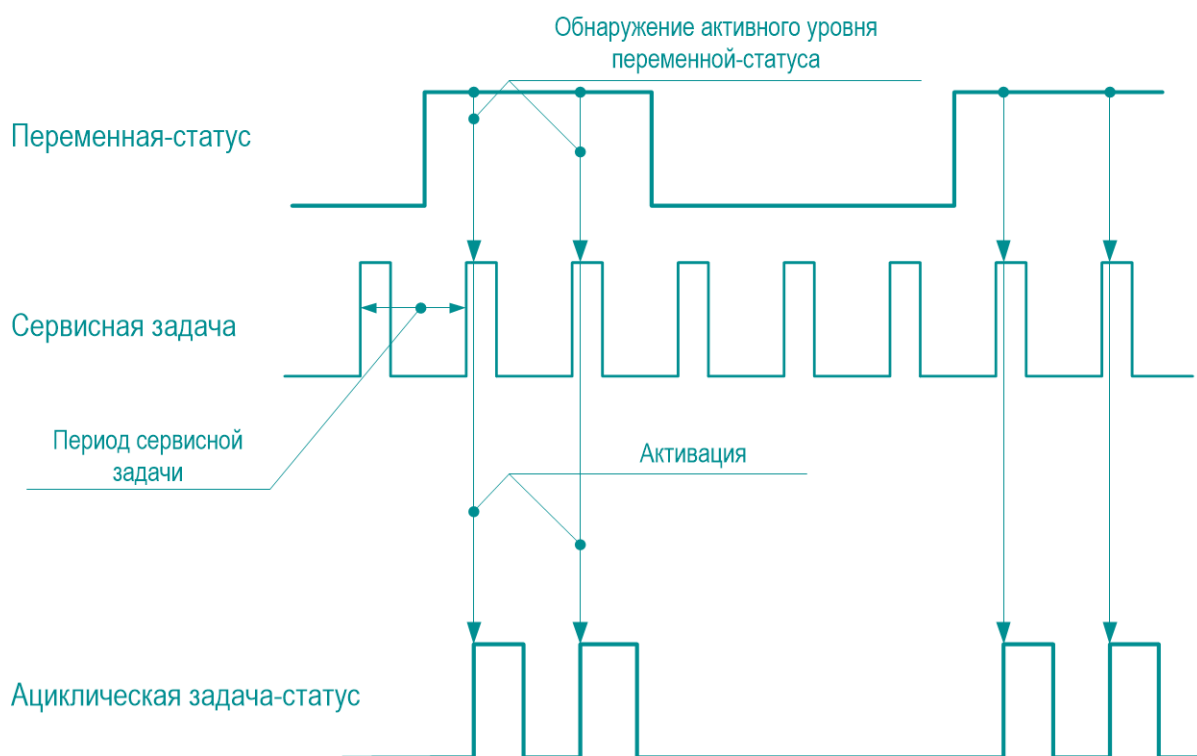 Обнаружение активного уровня
переменной-статуса
Переменная-статус
Сервисная задача
Период сервисной
задачи
Активация
Ациклическая задача-статус